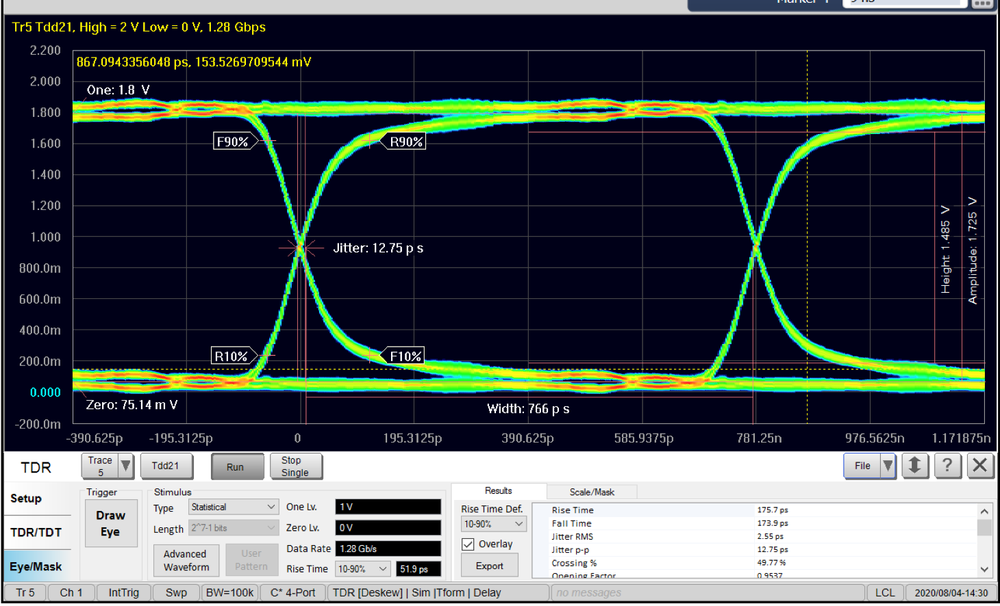 Marker 1
Tr5 Tdd21, High = 2 V Low = 0 V, 1.28 Gbps
867.0943356048 ps, 153.5269709544 mV
2.200
2.000
1.800
1.600
1.400
1.200
1.000
800.0m
600.0m
400.0m
200.0m
0.000
-200.0m
One: 1.8 V
F90%
R90%
Jitter: 12.75 p s
Height: 1.485 V
Amplitude: 1.725 V
R10%
F10%
Zero: 75.14 m V
Width: 766 p s
-390.625p -195.3125p 0 195.3125p 390.625p 585.9375p 781.25n 976.5625n 1.171875n
TDR
Trace 5
Tdd21
Run
Stop Single
File
?
Setup
TDR/TDT
Eye/Mask
Trigger
Draw Eye
Stimulus
Type Statistical
Length 2^7-1 bits
Advanced Waveform
User Pattern
One Lv. 1 V
Zero Lv. 0 V
Data Rate 1.28 Gb/s
Rise Time 10-90% 51.9 ps
Results Scale/Mask
Rise Time Def.
10-90%
Overlay
Export
Rise Time 175.7 ps
Fall Time 173.9 ps
Jitter RMS 2.55 ps
Jitter p-p 12.75 ps
Crossing % 49.77 %
Opening Factor 0.9537
Tr 5 Ch 1 IntTrig Swp BW=100k C* 4-Port TDR [Deskew] | Sim |Tform | Delay no messages LCL 2020/08/04-14:30